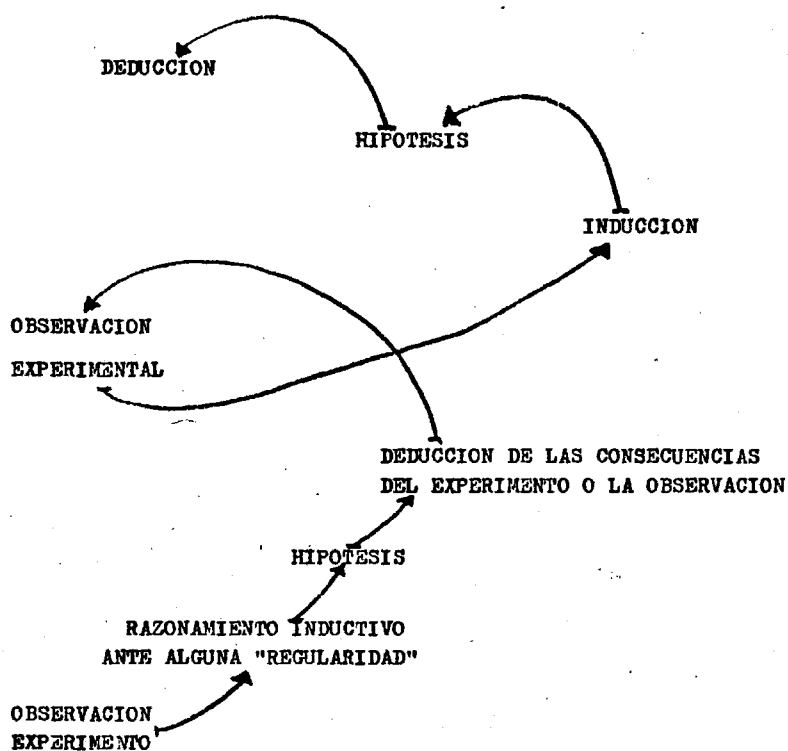 DEDUCCION
HIPOTESIS
INDUCCION
OBSERVACION
EXPERIMENTAL
DEDUCCION DE LAS CONSECUENCIAS
DEL EXPERIMENTO O LA OBSERVACION
HIPOTESIS
RAZONAMIENTO INDUCTIVO
ANTE ALGUNA "REGULARIDAD"
OBSERVACION
EXPERIMENTO